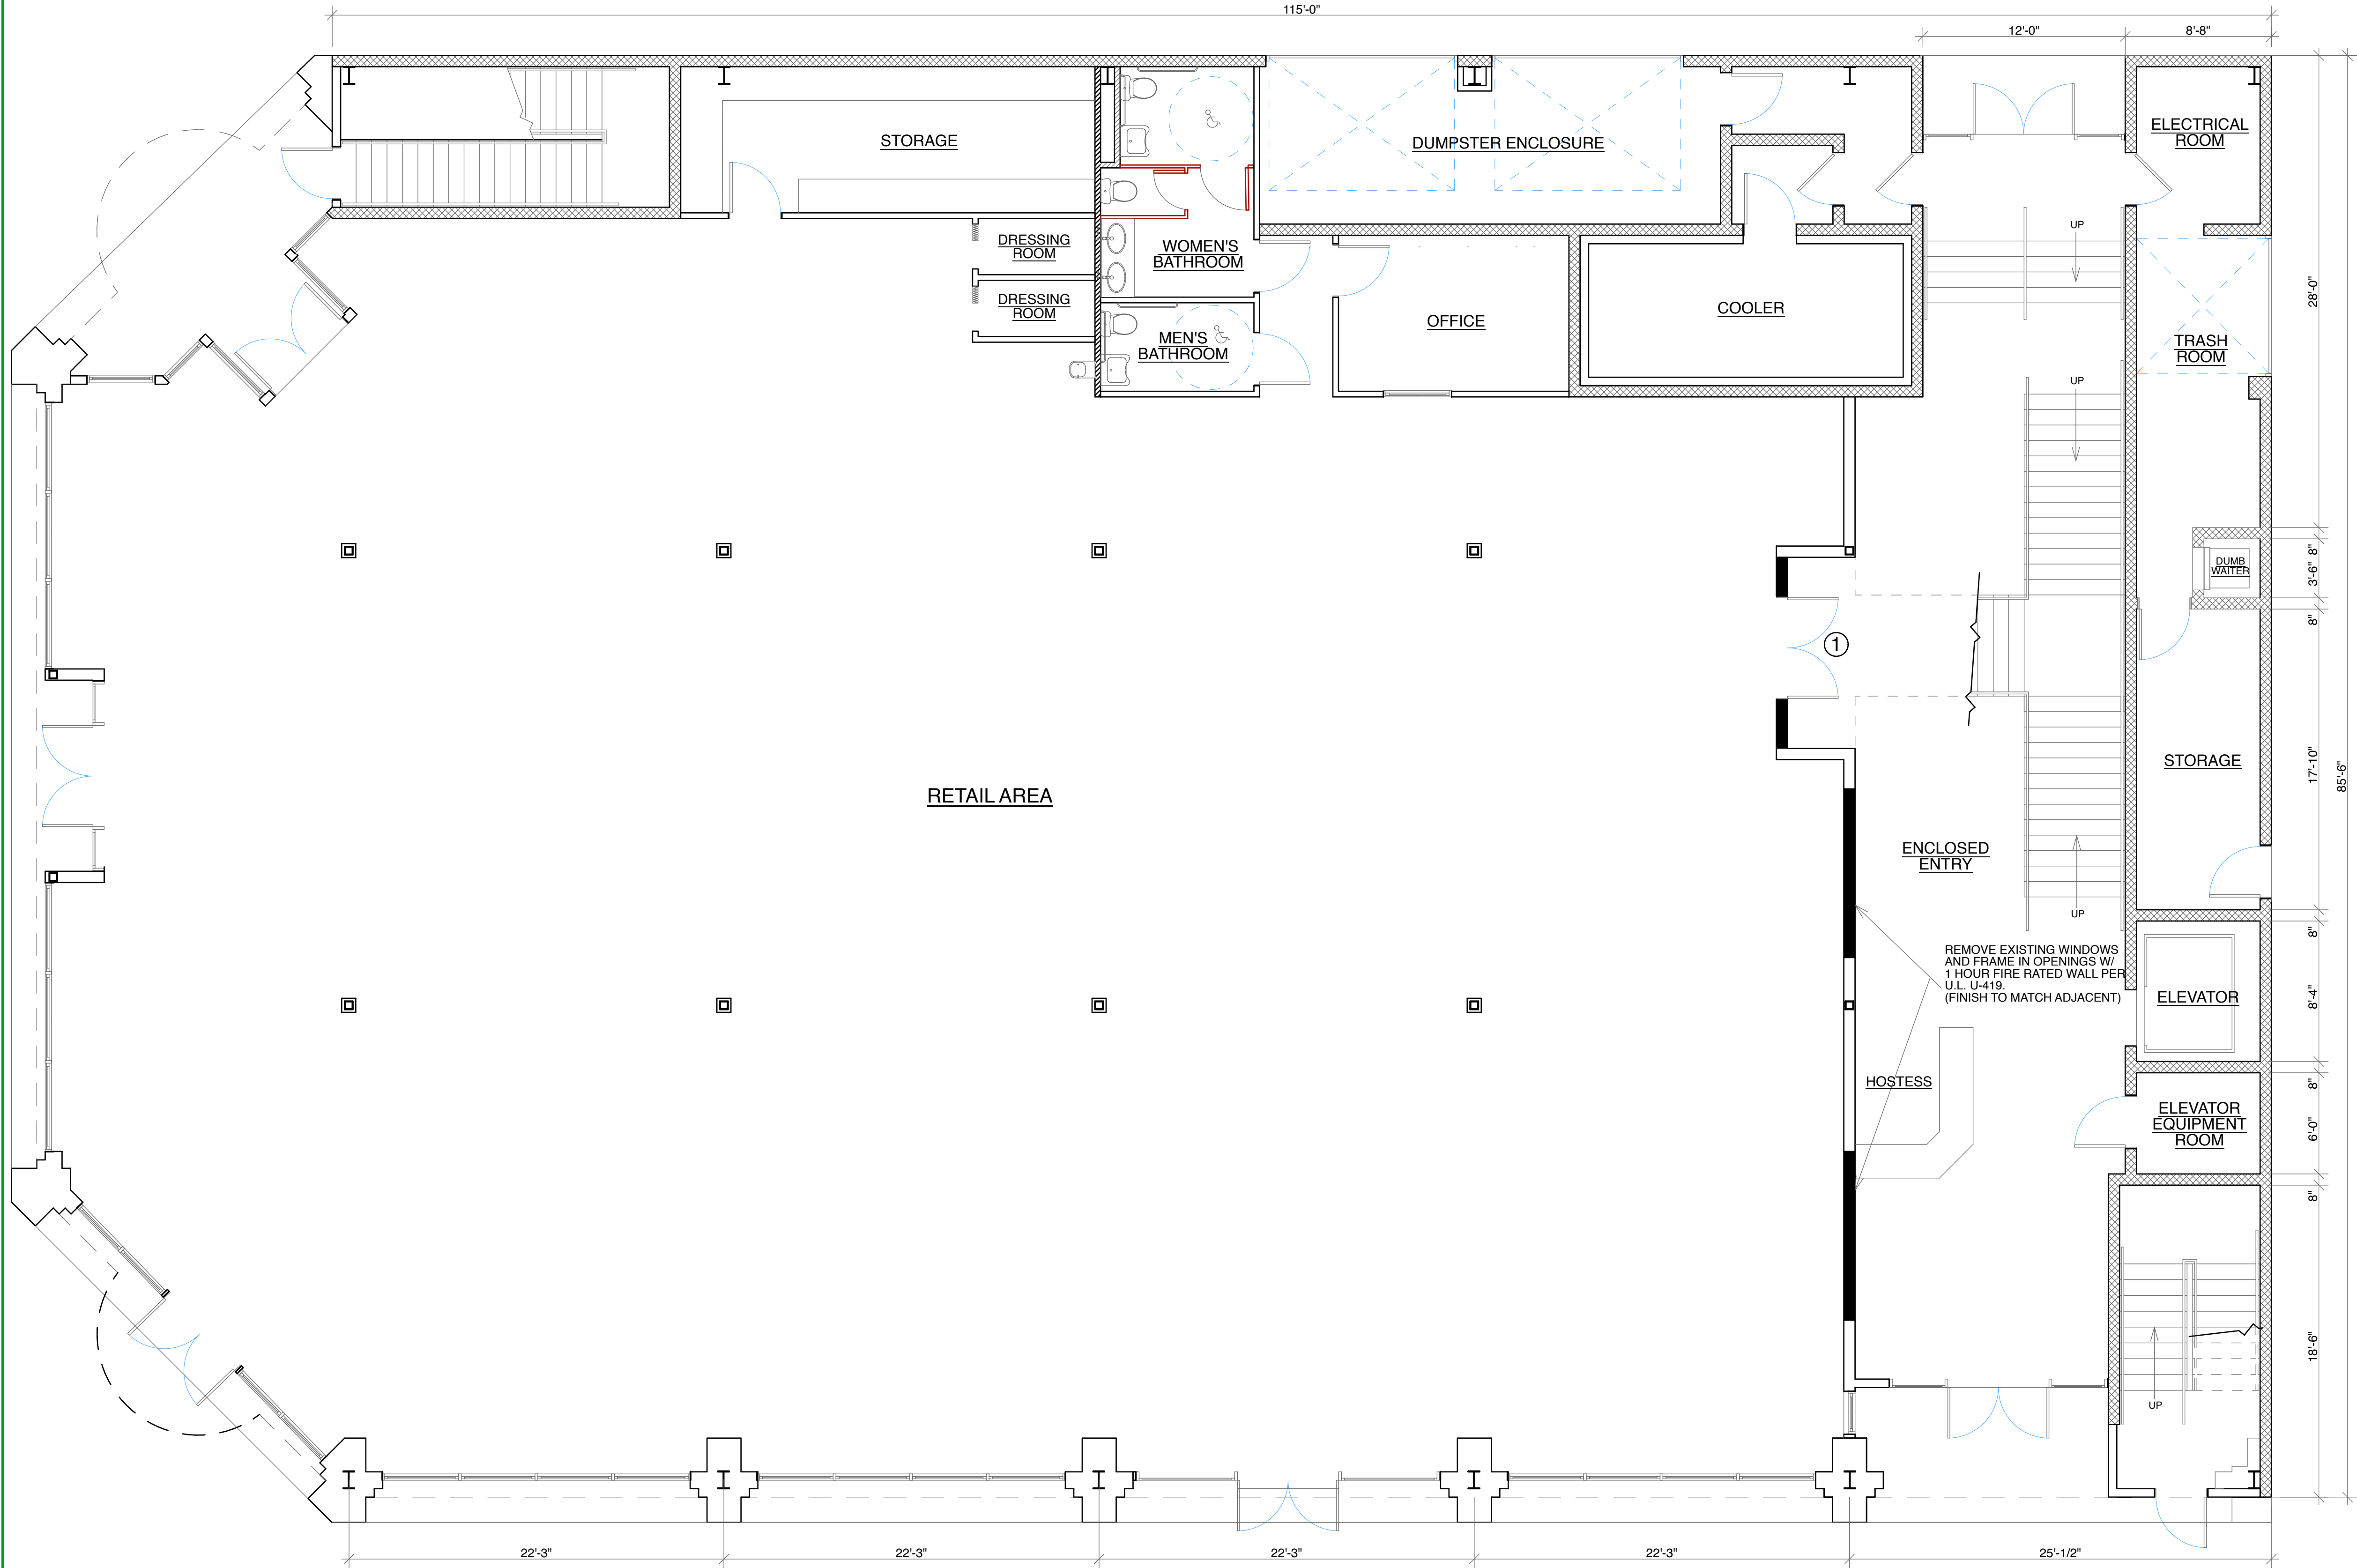 115'-0"
12'-0"
8'-8"
ELECTRICAL
ROOM
STORAGE
DUMPSTER ENCLOSURE
UP
DRESSING
ROOM
WOMEN'S
BATHROOM
28'-0"
DRESSING
ROOM
COOLER
OFFICE
MEN'S
BATHROOM
TRASH
ROOM
UP
8"
DUMB
WAITER
3'-6"
8"
1
STORAGE
17'-10"
85'-6"
RETAIL AREA
ENCLOSED
ENTRY
UP
8"
REMOVE EXISTING WINDOWS
AND FRAME IN OPENINGS W/
1 HOUR FIRE RATED WALL PER
U.L. U-419.
(FINISH TO MATCH ADJACENT)
ELEVATOR
8'-4"
HOSTESS
8"
ELEVATOR
EQUIPMENT
ROOM
6'-0"
8"
18'-6"
UP
22'-3"
22'-3"
22'-3"
22'-3"
25'-1/2"